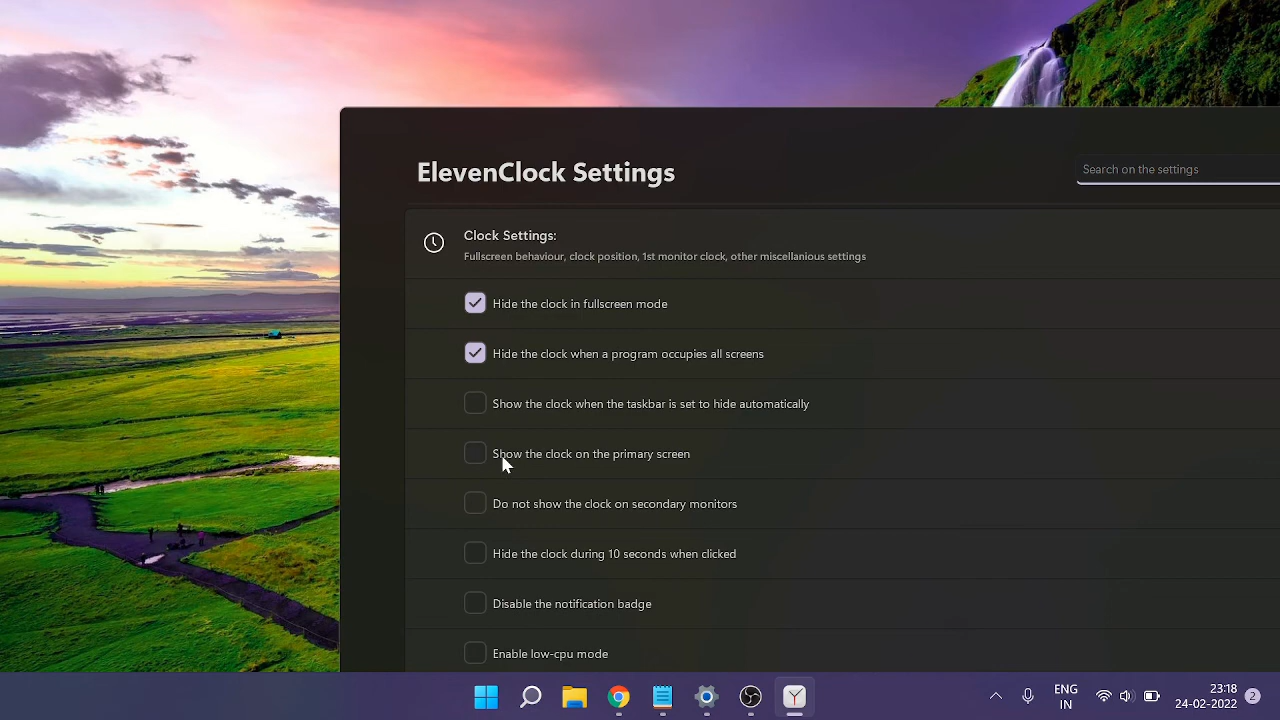 ElevenClock Settings
Search on the settings
Clock Settings:
Fullscreen behaviour, clock position, 1st monitor clock, other miscellanious settings
Hide the clock in fullscreen mode
Hide the clock when a program occupies all screens
Show the clock when the taskbar is set to hide automatically
Show the clock on the primary screen
Do not show the clock on secondary monitors
Hide the clock during 10 seconds when clicked
Disable the notification badge
Enable low-cpu mode
ENG
IN
23:18
24-02-2022
2